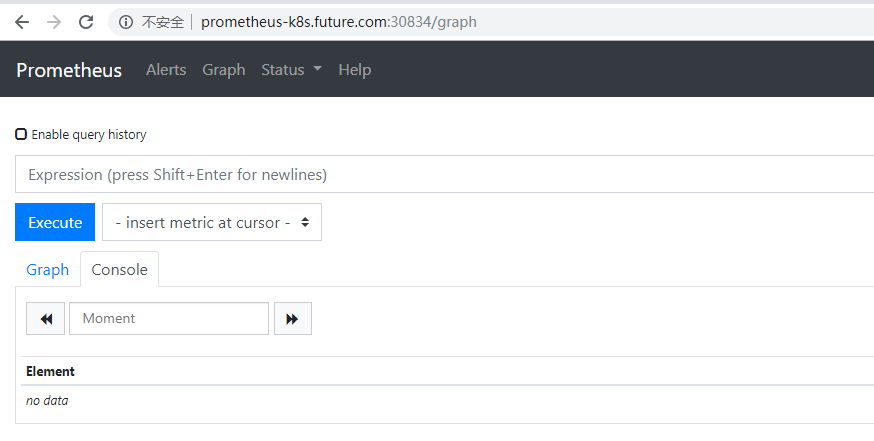 不安全 prometheus-k8s.future.com:30834/graph
Prometheus Alerts Graph Status Help
Enable query history
Expression (press Shift+Enter for newlines)
Execute - insert metric at cursor -
Graph Console
Moment
Element
no data